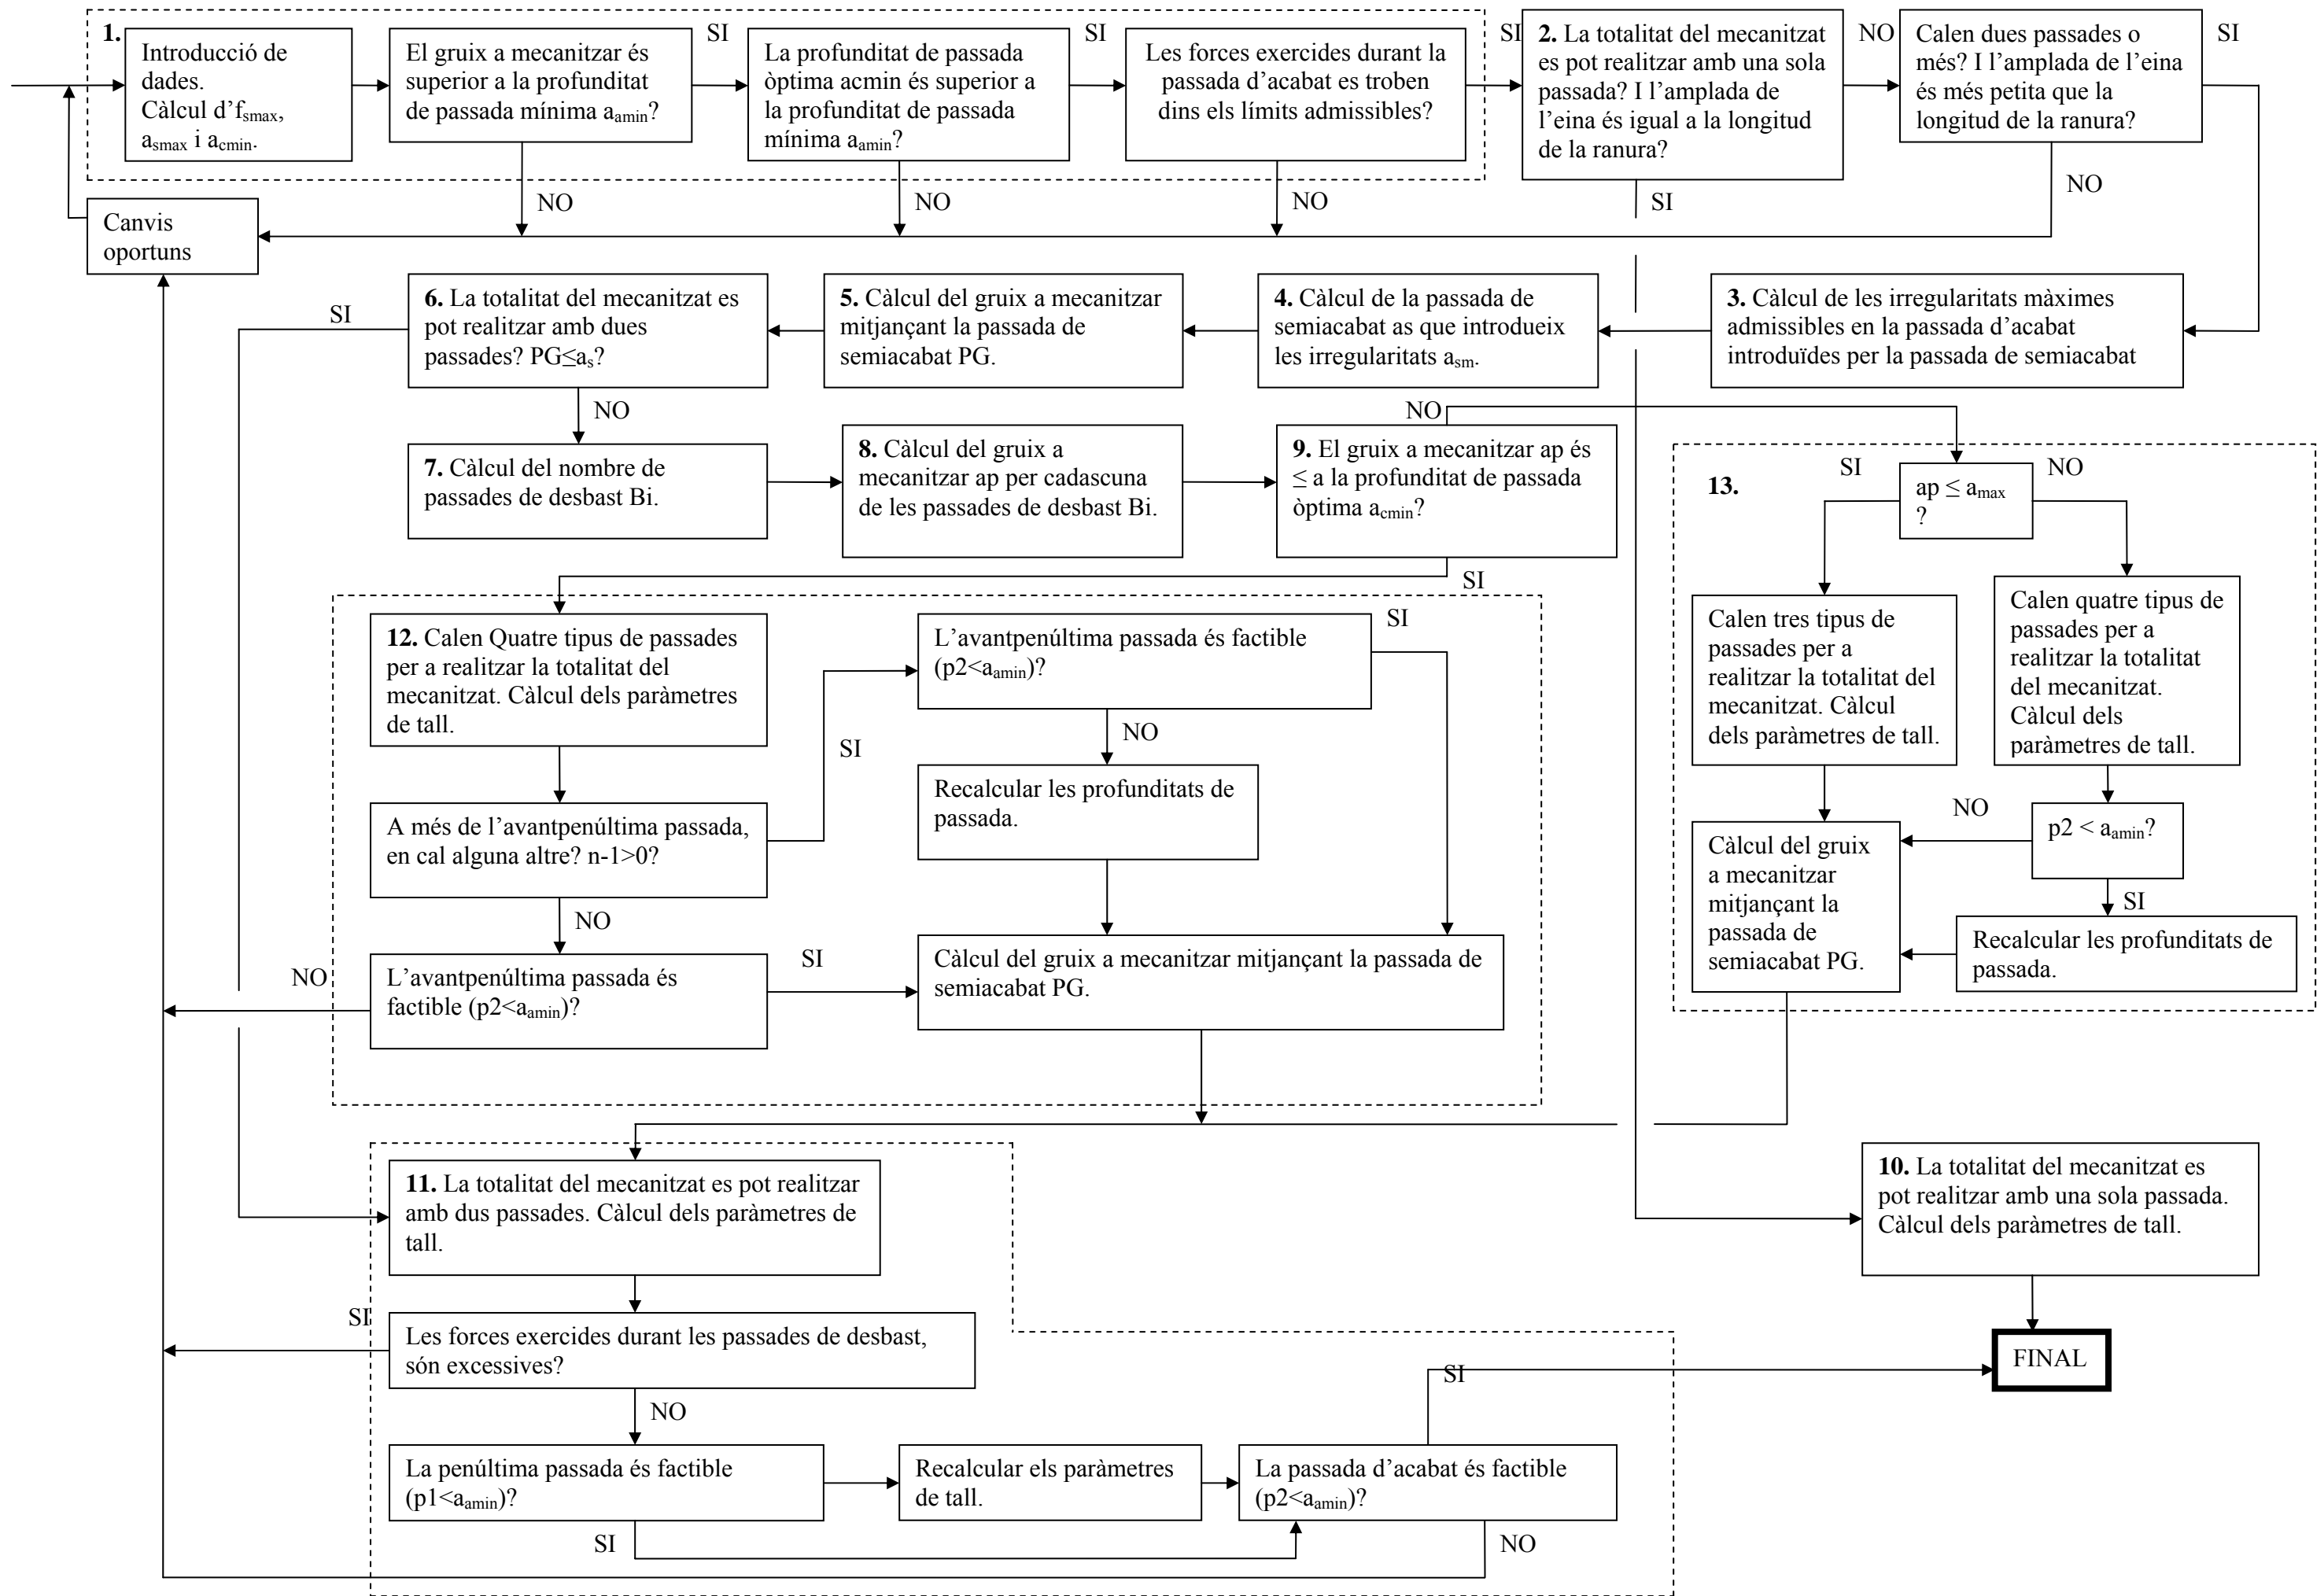 1.
Introducció de
dades.
Càlcul d’fsmax,
asmax i acmin.
El gruix a mecanitzar és
superior a la profunditat
de passada mínima aamin?
SI
La profunditat de passada
òptima acmin és superior a
la profunditat de passada
mínima aamin?
SI
Les forces exercides durant la
passada d’acabat es troben
dins els límits admissibles?
SI
2. La totalitat del mecanitzat
es pot realitzar amb una sola
passada? I l’amplada de
l’eina és igual a la longitud
de la ranura?
NO
Calen dues passades o
més? I l’amplada de l’eina
és més petita que la
longitud de la ranura?
SI
NO
NO
NO
SI
NO
Canvis
oportuns
SI
6. La totalitat del mecanitzat es
pot realitzar amb dues
passades? PG≤as?
5. Càlcul del gruix a mecanitzar
mitjançant la passada de
semiacabat PG.
4. Càlcul de la passada de
semiacabat as que introdueix
les irregularitats asm.
3. Càlcul de les irregularitats màximes
admissibles en la passada d’acabat
introduïdes per la passada de semiacabat
NO
NO
7. Càlcul del nombre de
passades de desbast Bi.
8. Càlcul del gruix a
mecanitzar ap per cadascuna
de les passades de desbast Bi.
9. El gruix a mecanitzar ap és
≤ a la profunditat de passada
òptima acmin?
SI
13.
SI
ap ≤ amax
?
NO
Calen tres tipus de
passades per a
realitzar la totalitat del
mecanitzat. Càlcul
dels paràmetres de tall.
Calen quatre tipus de
passades per a
realitzar la totalitat
del mecanitzat.
Càlcul dels
paràmetres de tall.
NO
p2 < aamin?
SI
Càlcul del gruix
a mecanitzar
mitjançant la
passada de
semiacabat PG.
Recalcular les profunditats de
passada.
12. Calen Quatre tipus de passades
per a realitzar la totalitat del
mecanitzat. Càlcul dels paràmetres
de tall.
L’avantpenúltima passada és factible
(p2<aamin)?
SI
SI
NO
Recalcular les profunditats de
passada.
A més de l’avantpenúltima passada,
en cal alguna altre? n-1>0?
NO
NO
L’avantpenúltima passada és
factible (p2<aamin)?
SI
Càlcul del gruix a mecanitzar mitjançant la passada de
semiacabat PG.
11. La totalitat del mecanitzat es pot realitzar
amb dus passades. Càlcul dels paràmetres de
tall.
10. La totalitat del mecanitzat es
pot realitzar amb una sola passada.
Càlcul dels paràmetres de tall.
SI
Les forces exercides durant les passades de desbast,
són excessives?
FINAL
SI
NO
La penúltima passada és factible
(p1<aamin)?
Recalcular els paràmetres
de tall.
La passada d’acabat és factible
(p2<aamin)?
SI
NO